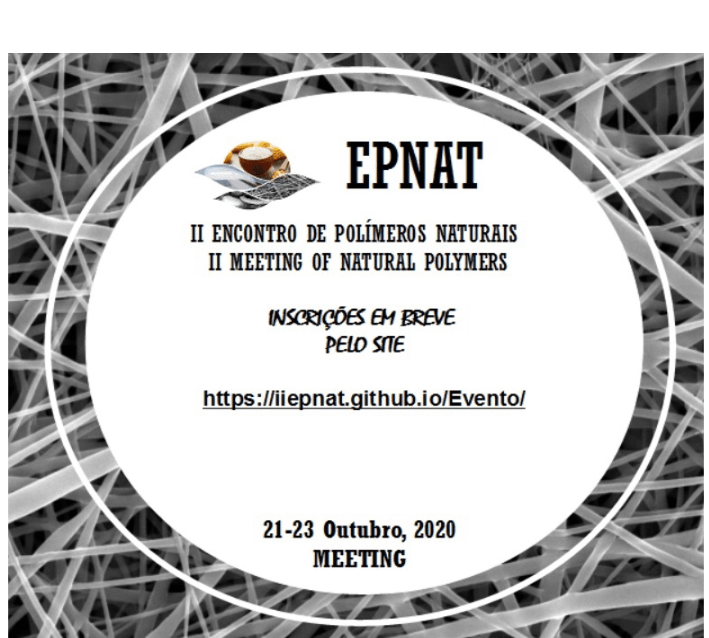 EPNAT
II ENCONTRO DE POLÍMEROS NATURAIS
II MEETING OF NATURAL POLYMERS
INSCRIÇÕES EM BREVE
PELO SITE
https://iiepnat.github.io/Evento/
21-23 Outubro, 2020
MEETING